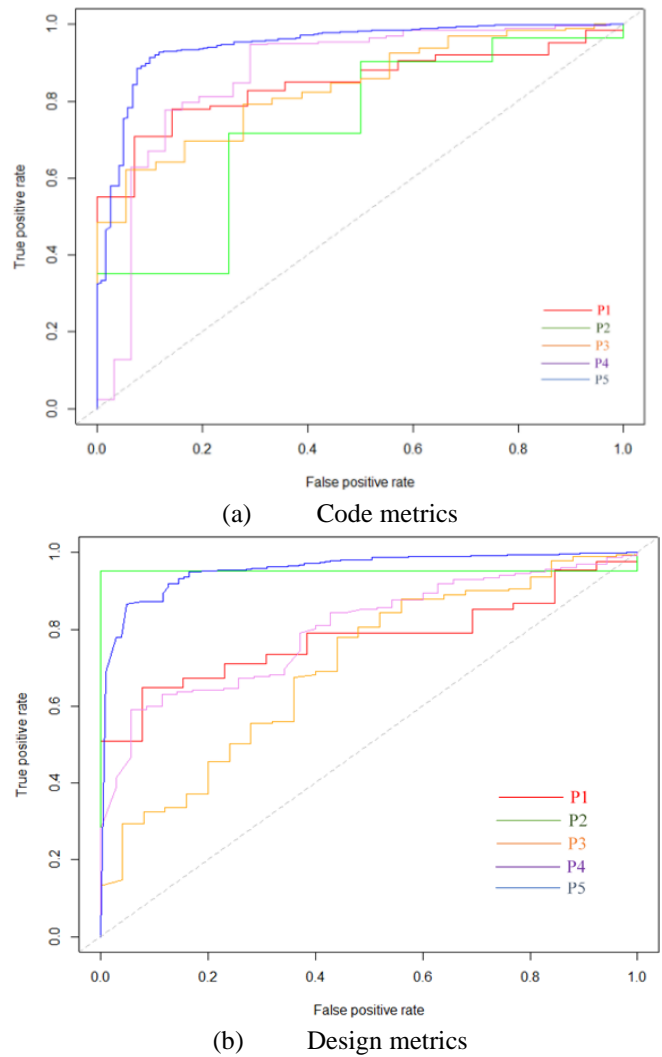 1.0
0.8
0.6
0.4
0.2
0.0
True positive rate
P1
P2
P3
P4
P5
0.0 0.2 0.4 0.6 0.8 1.0
False positive rate
(a) Code metrics
1.0
0.8
0.6
0.4
0.2
0.0
True positive rate
P1
P2
P3
P4
P5
0.0 0.2 0.4 0.6 0.8 1.0
False positive rate
(b) Design metrics